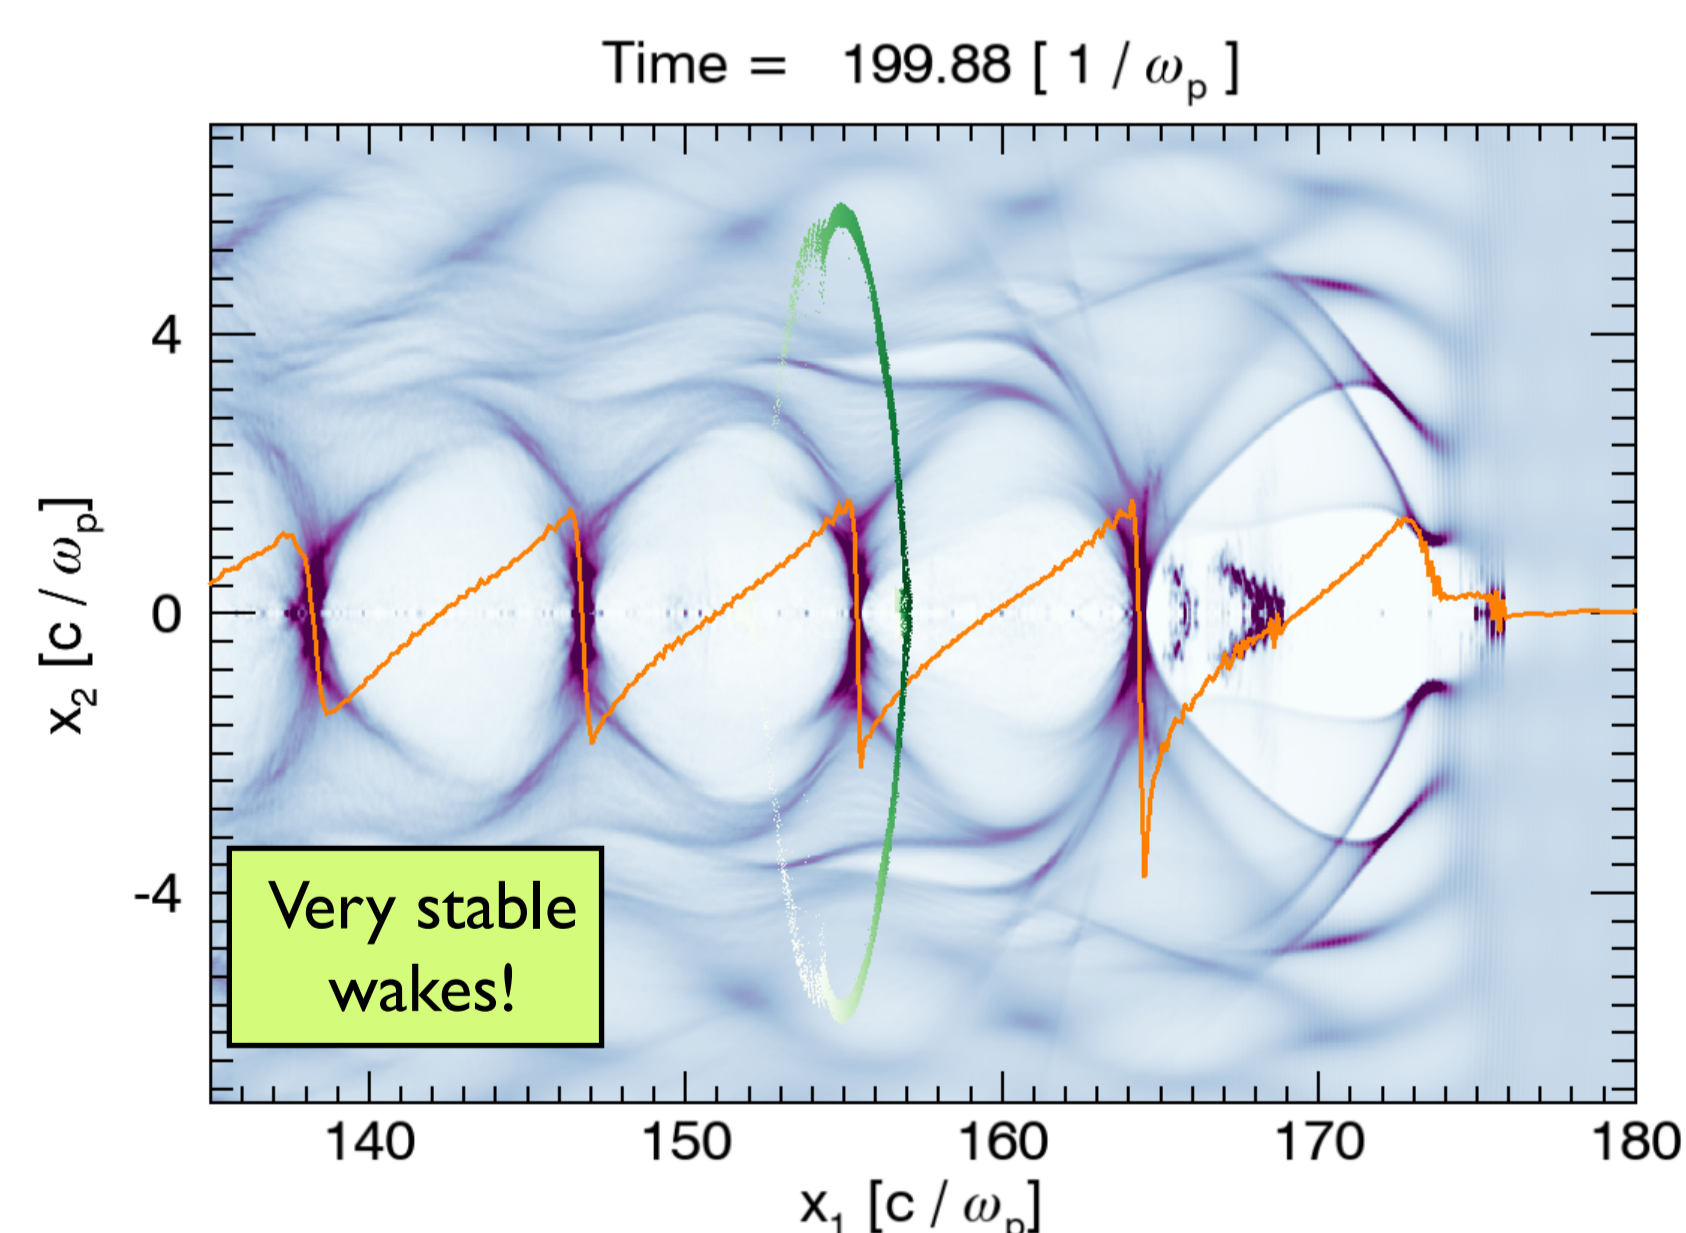 Time = 199.88 [ 1 / ωp ]
x2 [c / ωp]
4
0
-4
Very stable
wakes!
140 150 160 170 180
x1 [c / ωp]